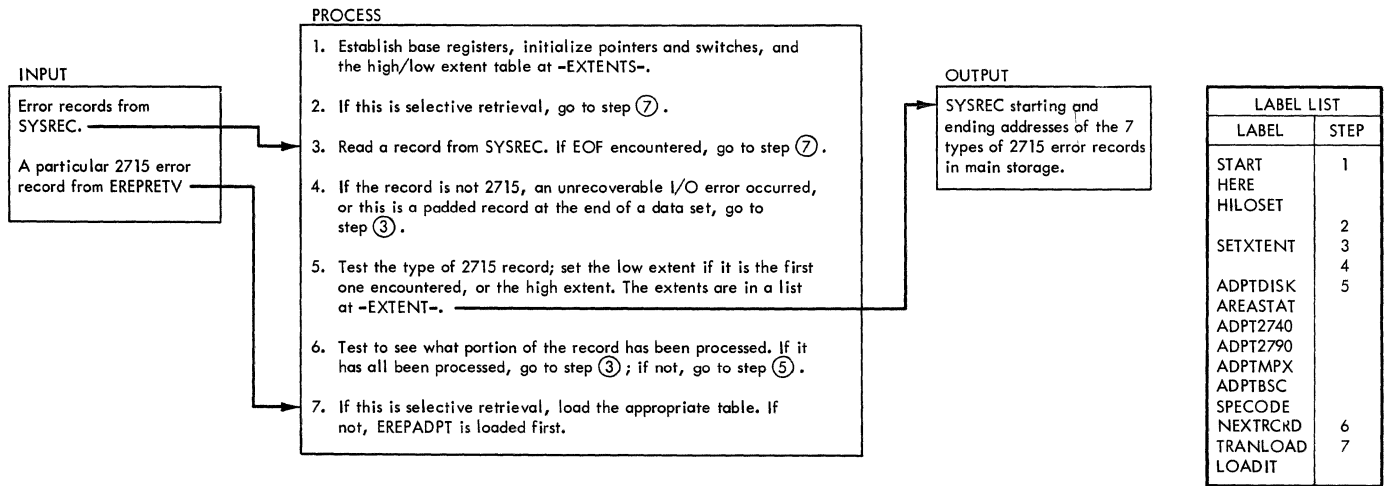 PROCESS
1. Establish base registers, initialize pointers and switches, and
the high/low extent table at -EXTENTS-.
2. If this is selective retrieval, go to step 7.
3. Read a record from SYSREC. If EOF encountered, go to step 7.
4. If the record is not 2715, an unrecoverable I/O error occurred,
or this is a padded record at the end of a data set, go to
step 3.
5. Test the type of 2715 record; set the low extent if it is the first
one encountered, or the high extent. The extents are in a list
at -EXTENT-.
6. Test to see what portion of the record has been processed. If it
has all been processed, go to step 3; if not, go to step 5.
7. If this is selective retrieval, load the appropriate table. If
not, EREPADPT is loaded first.
INPUT
Error records from
SYSREC.
A particular 2715 error
record from EREPRETV
OUTPUT
SYSREC starting and
ending addresses of the 7
types of 2715 error records
in main storage.
LABEL LIST
LABEL STEP
START 1
HERE
HILOSET
2
SETXTENT 3
4
ADPTDISK 5
AREASTAT
ADPT2740
ADPT2790
ADPTMPX
ADPTBSC
SPECODE
NEXTRCRD 6
TRANLOAD 7
LOADIT